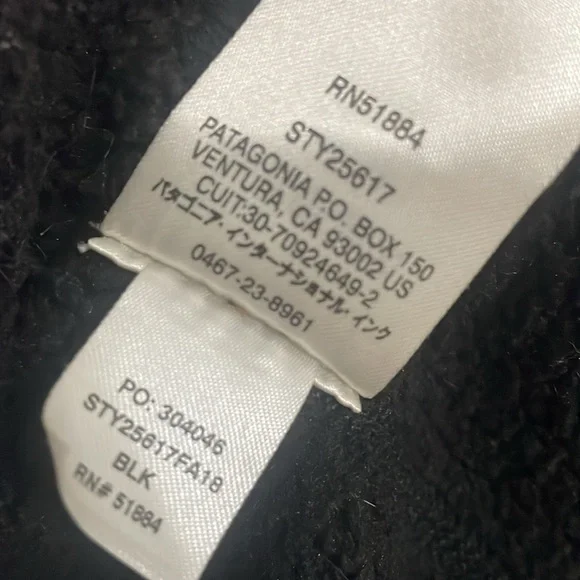 RN51884
STY25617
PATAGONIA P.O. BOX 150
VENTURA, CA 93002 US
CUIT:30-70924649-2
パタゴニア・インターナショナル・インク
0467-23-8961
PO: 304046
STY25617FA18
BLK
RN# 51884